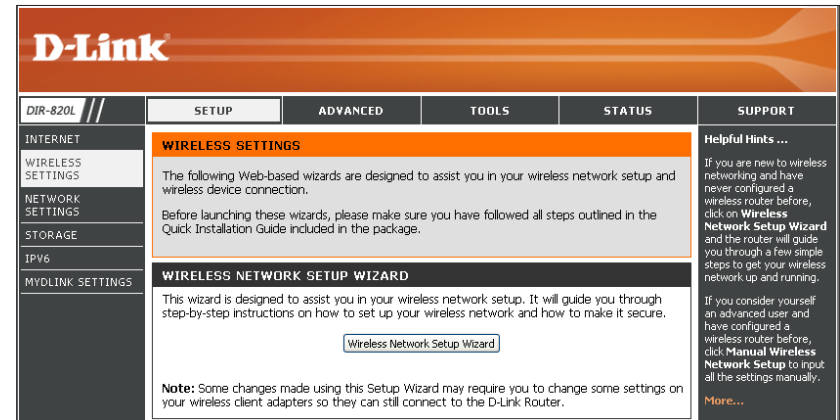 D-Link
DIR-820L
SETUP
ADVANCED
TOOLS
STATUS
SUPPORT
INTERNET
WIRELESS
SETTINGS
NETWORK
SETTINGS
STORAGE
IPV6
MYDLINK SETTINGS
WIRELESS SETTINGS
The following Web-based wizards are designed to assist you in your wireless network setup and
wireless device connection.
Before launching these wizards, please make sure you have followed all steps outlined in the
Quick Installation Guide included in the package.
WIRELESS NETWORK SETUP WIZARD
This wizard is designed to assist you in your wireless network setup. It will guide you through
step-by-step instructions on how to set up your wireless network and how to make it secure.
Wireless Network Setup Wizard
Note: Some changes made using this Setup Wizard may require you to change some settings on
your wireless client adapters so they can still connect to the D-Link Router.
Helpful Hints ...
If you are new to wireless
networking and have
never configured a
wireless router before,
click on Wireless
Network Setup Wizard
and the router will guide
you through a few simple
steps to get your wireless
network up and running.
If you consider yourself
an advanced user and
have configured a
wireless router before,
click Manual Wireless
Network Setup to input
all the settings manually.
More...